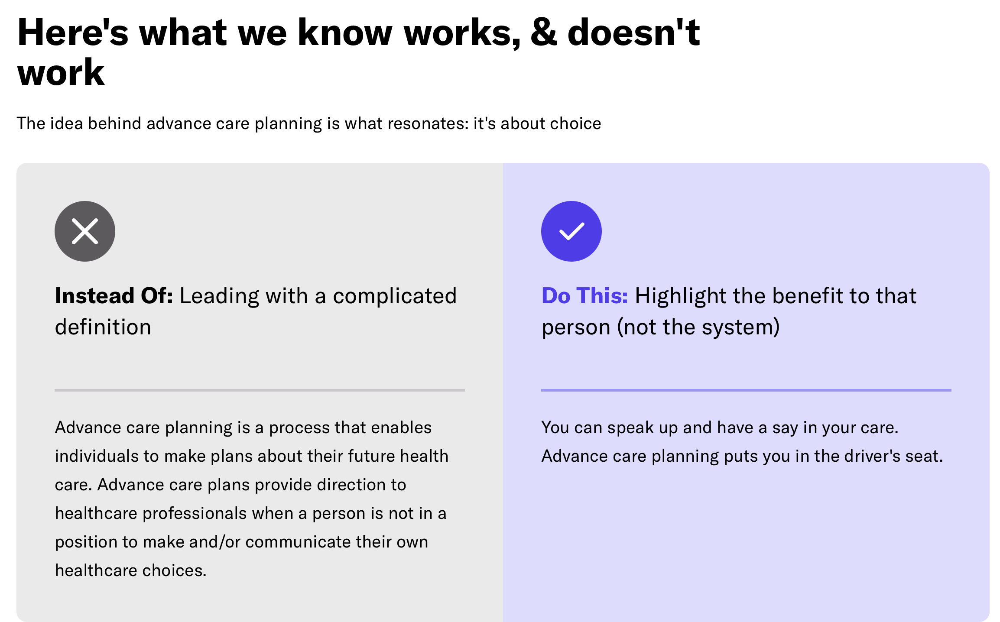 Here's what we know works, & doesn't
work
The idea behind advance care planning is what resonates: it's about choice
Instead Of: Leading with a complicated
definition
Advance care planning is a process that enables
individuals to make plans about their future health
care. Advance care plans provide direction to
healthcare professionals when a person is not in a
position to make and/or communicate their own
healthcare choices.
Do This: Highlight the benefit to that
person (not the system)
You can speak up and have a say in your care.
Advance care planning puts you in the driver's seat.